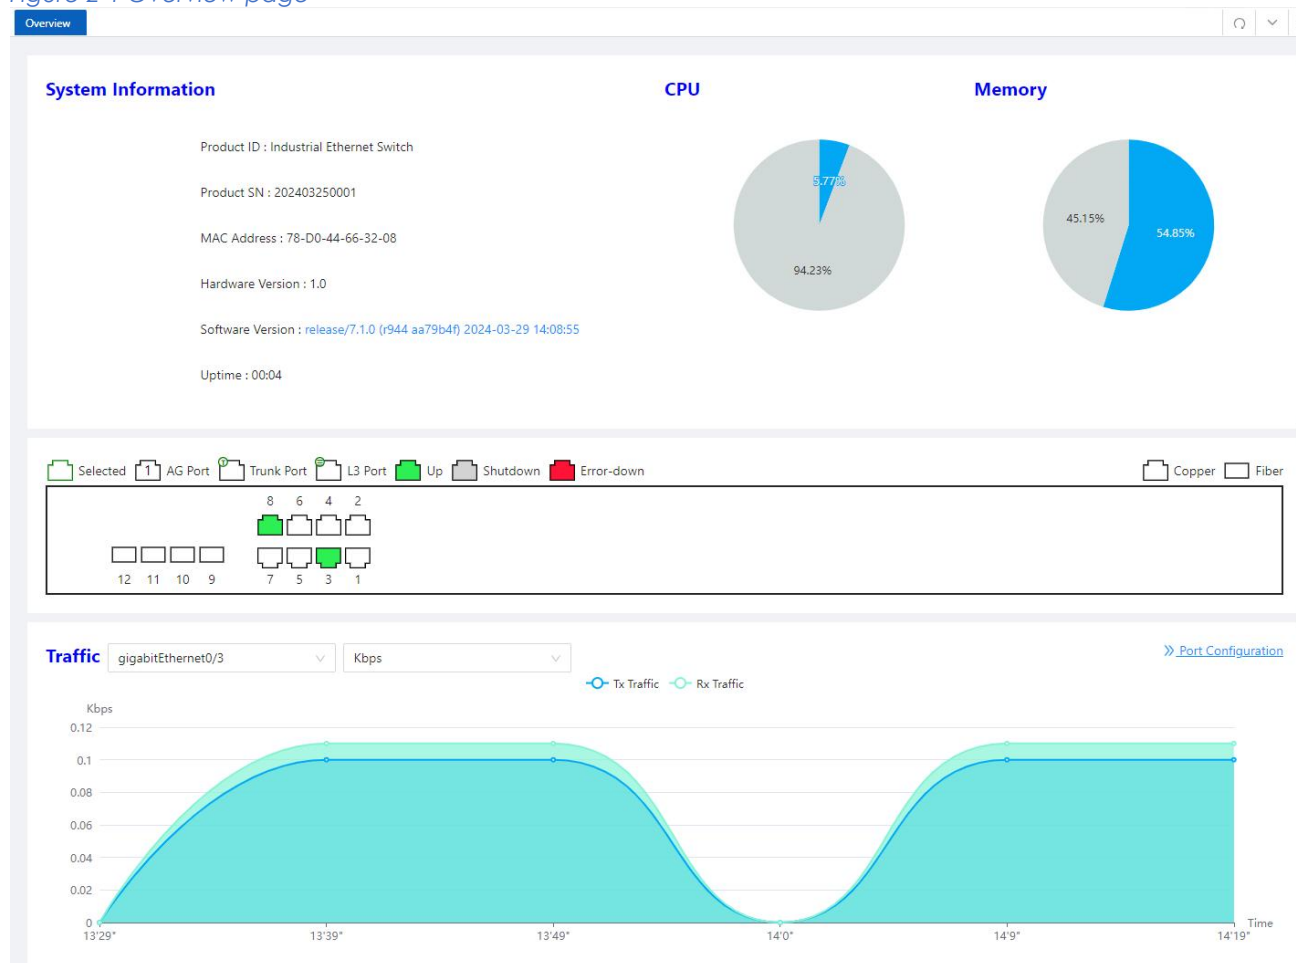 Figure 2-1 Overview page
Overview
System Information
CPU
Memory
Product ID : Industrial Ethernet Switch
Product SN : 202403250001
MAC Address : 78-D0-44-66-32-08
Hardware Version : 1.0
Software Version : release/7.1.0 (r944 aa79b4f) 2024-03-29 14:08:55
Uptime : 00:04
5.77%
94.23%
45.15%
54.85%
Selected 1 AG Port Trunk Port L3 Port Up Shutdown Error-down Copper Fiber
8 6 4 2
12 11 10 9 7 5 3 1
Traffic gigabitEthernet0/3 Kbps
Port Configuration
Tx Traffic Rx Traffic
Kbps
0.12
0.1
0.08
0.06
0.04
0.02
0
Time
13'29" 13'39" 13'49" 14'0" 14'9" 14'19"